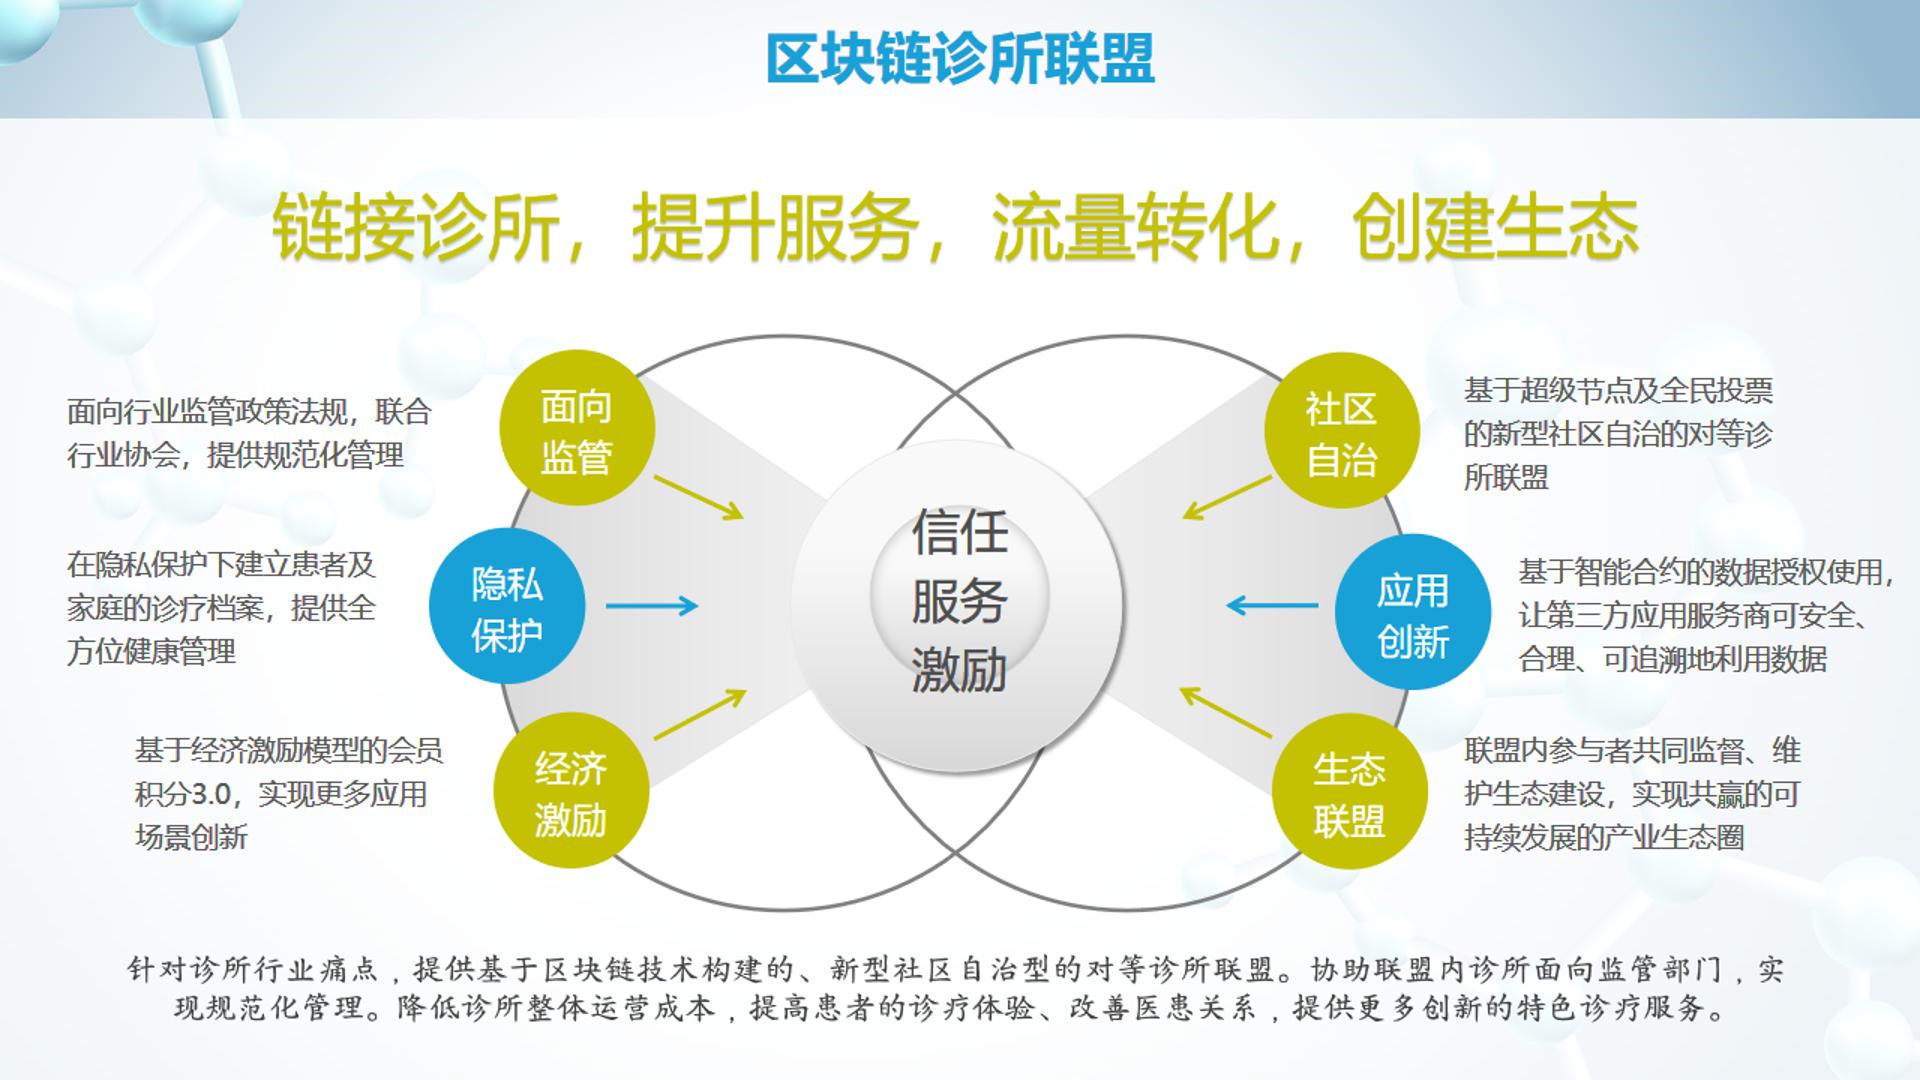 区块链诊所联盟
链接诊所，提升服务，流量转化，创建生态
面向行业监管政策法规，联合
行业协会，提供规范化管理
面向
监管
在隐私保护下建立患者及
家庭的诊疗档案，提供全
方位健康管理
隐私
保护
基于经济激励模型的会员
积分3.0，实现更多应用
场景创新
经济
激励
信任
服务
激励
社区
自治
基于超级节点及全民投票
的新型社区自治的对等诊
所联盟
应用
创新
基于智能合约的数据授权使用，
让第三方应用服务商可安全、
合理、可追溯地利用数据
生态
联盟
联盟内参与者共同监督、维
护生态建设，实现共赢的可
持续发展的产业生态圈
针对诊所行业痛点，提供基于区块链技术构建的、新型社区自治型的对等诊所联盟。协助联盟内诊所面向监管部门，实
现规范化管理。降低诊所整体运营成本，提高患者的诊疗体验、改善医患关系，提供更多创新的特色诊疗服务。